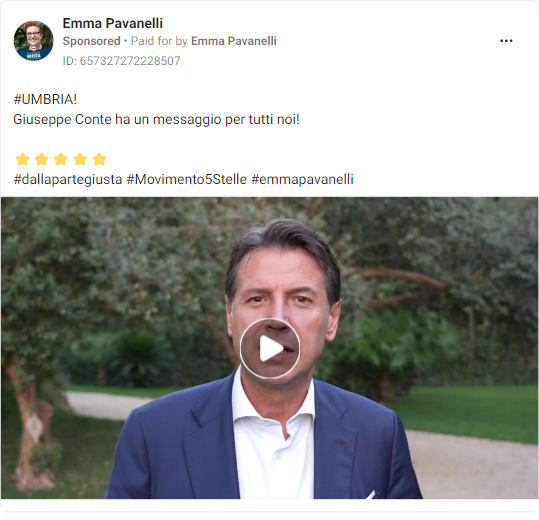 Emma Pavanelli
Sponsored • Paid for by Emma Pavanelli
ID: 657327272228507
#UMBRIA!
Giuseppe Conte ha un messaggio per tutti noi!
#dallapartegiusta #Movimento5Stelle #emmapavanelli